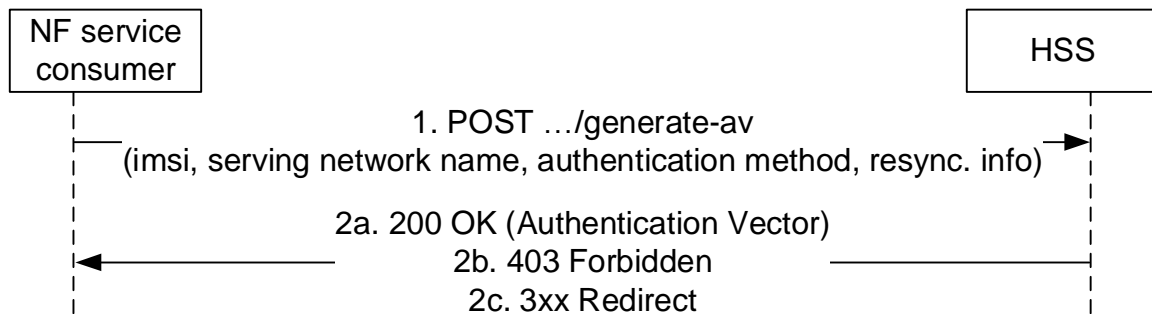 NF service
consumer
HSS
1. POST …/generate-av
(imsi, serving network name, authentication method, resync. info)
2a. 200 OK (Authentication Vector)
2b. 403 Forbidden
2c. 3xx Redirect